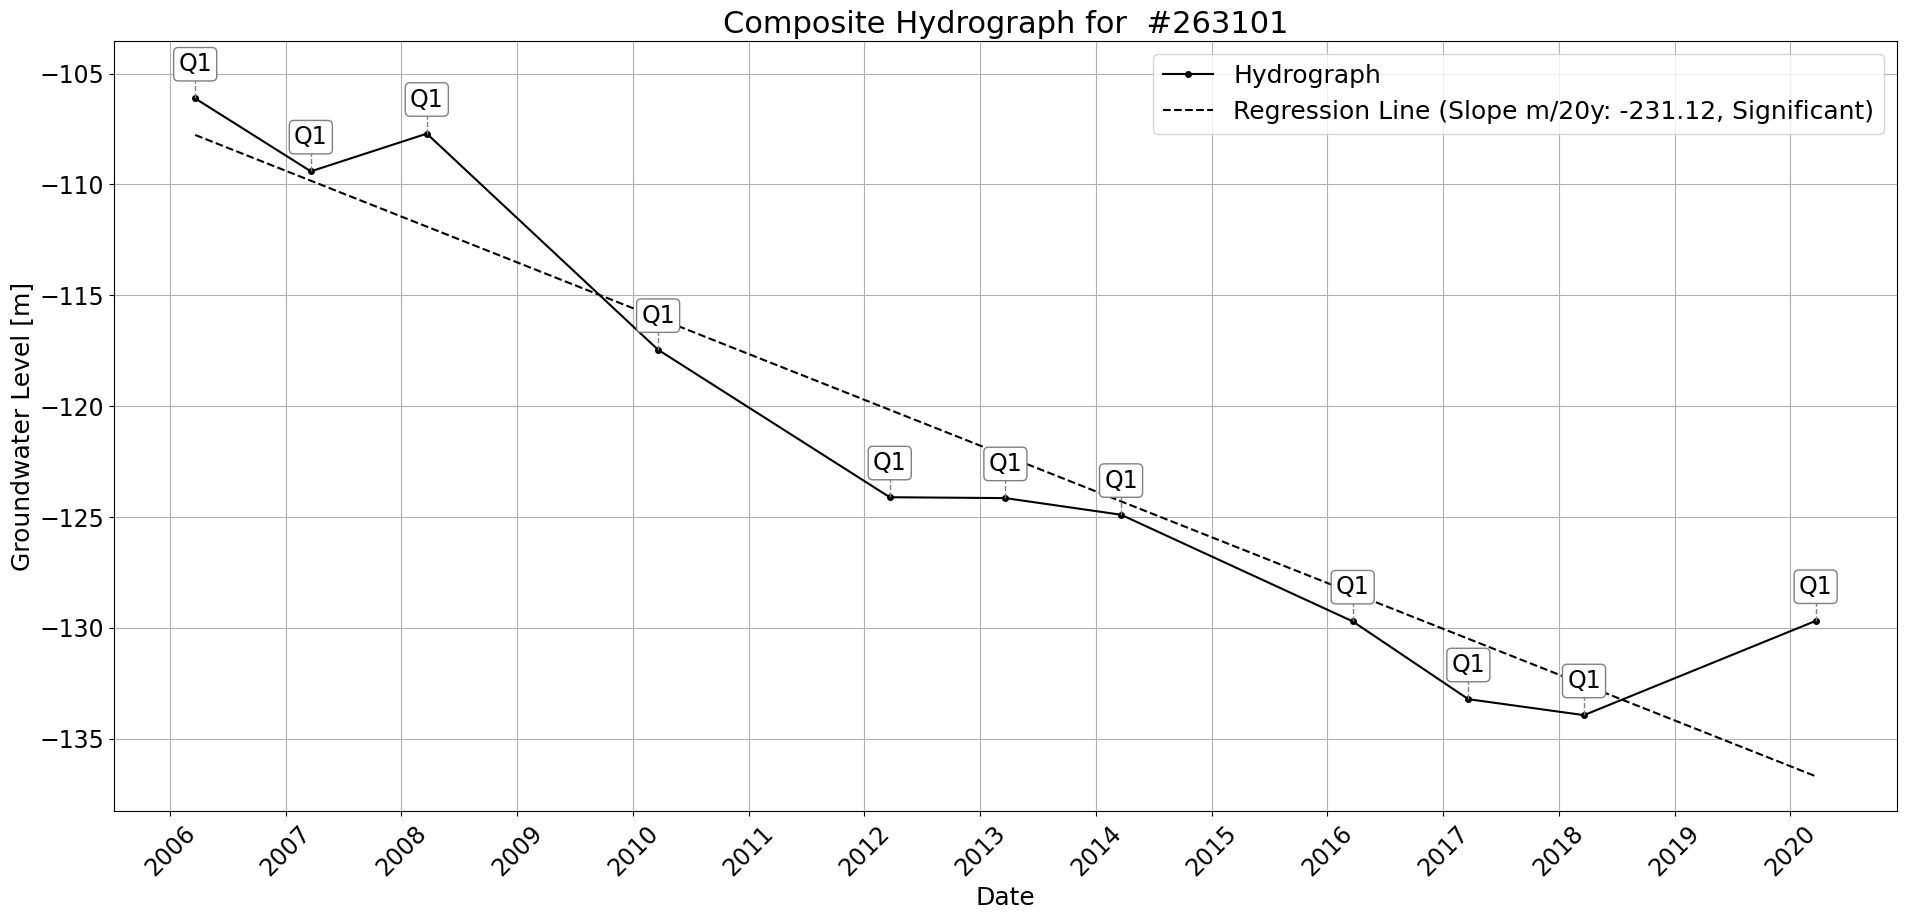 Composite Hydrograph for  #263101
Hydrograph
Regression Line (Slope m/20y: -231.12, Significant)
Groundwater Level [m]
−105
−110
−115
−120
−125
−130
−135
Q1
Q1
Q1
Q1
Q1
Q1
Q1
Q1
Q1
Q1
Q1
2006
2007
2008
2009
2010
2011
2012
2013
2014
2015
2016
2017
2018
2019
2020
Date